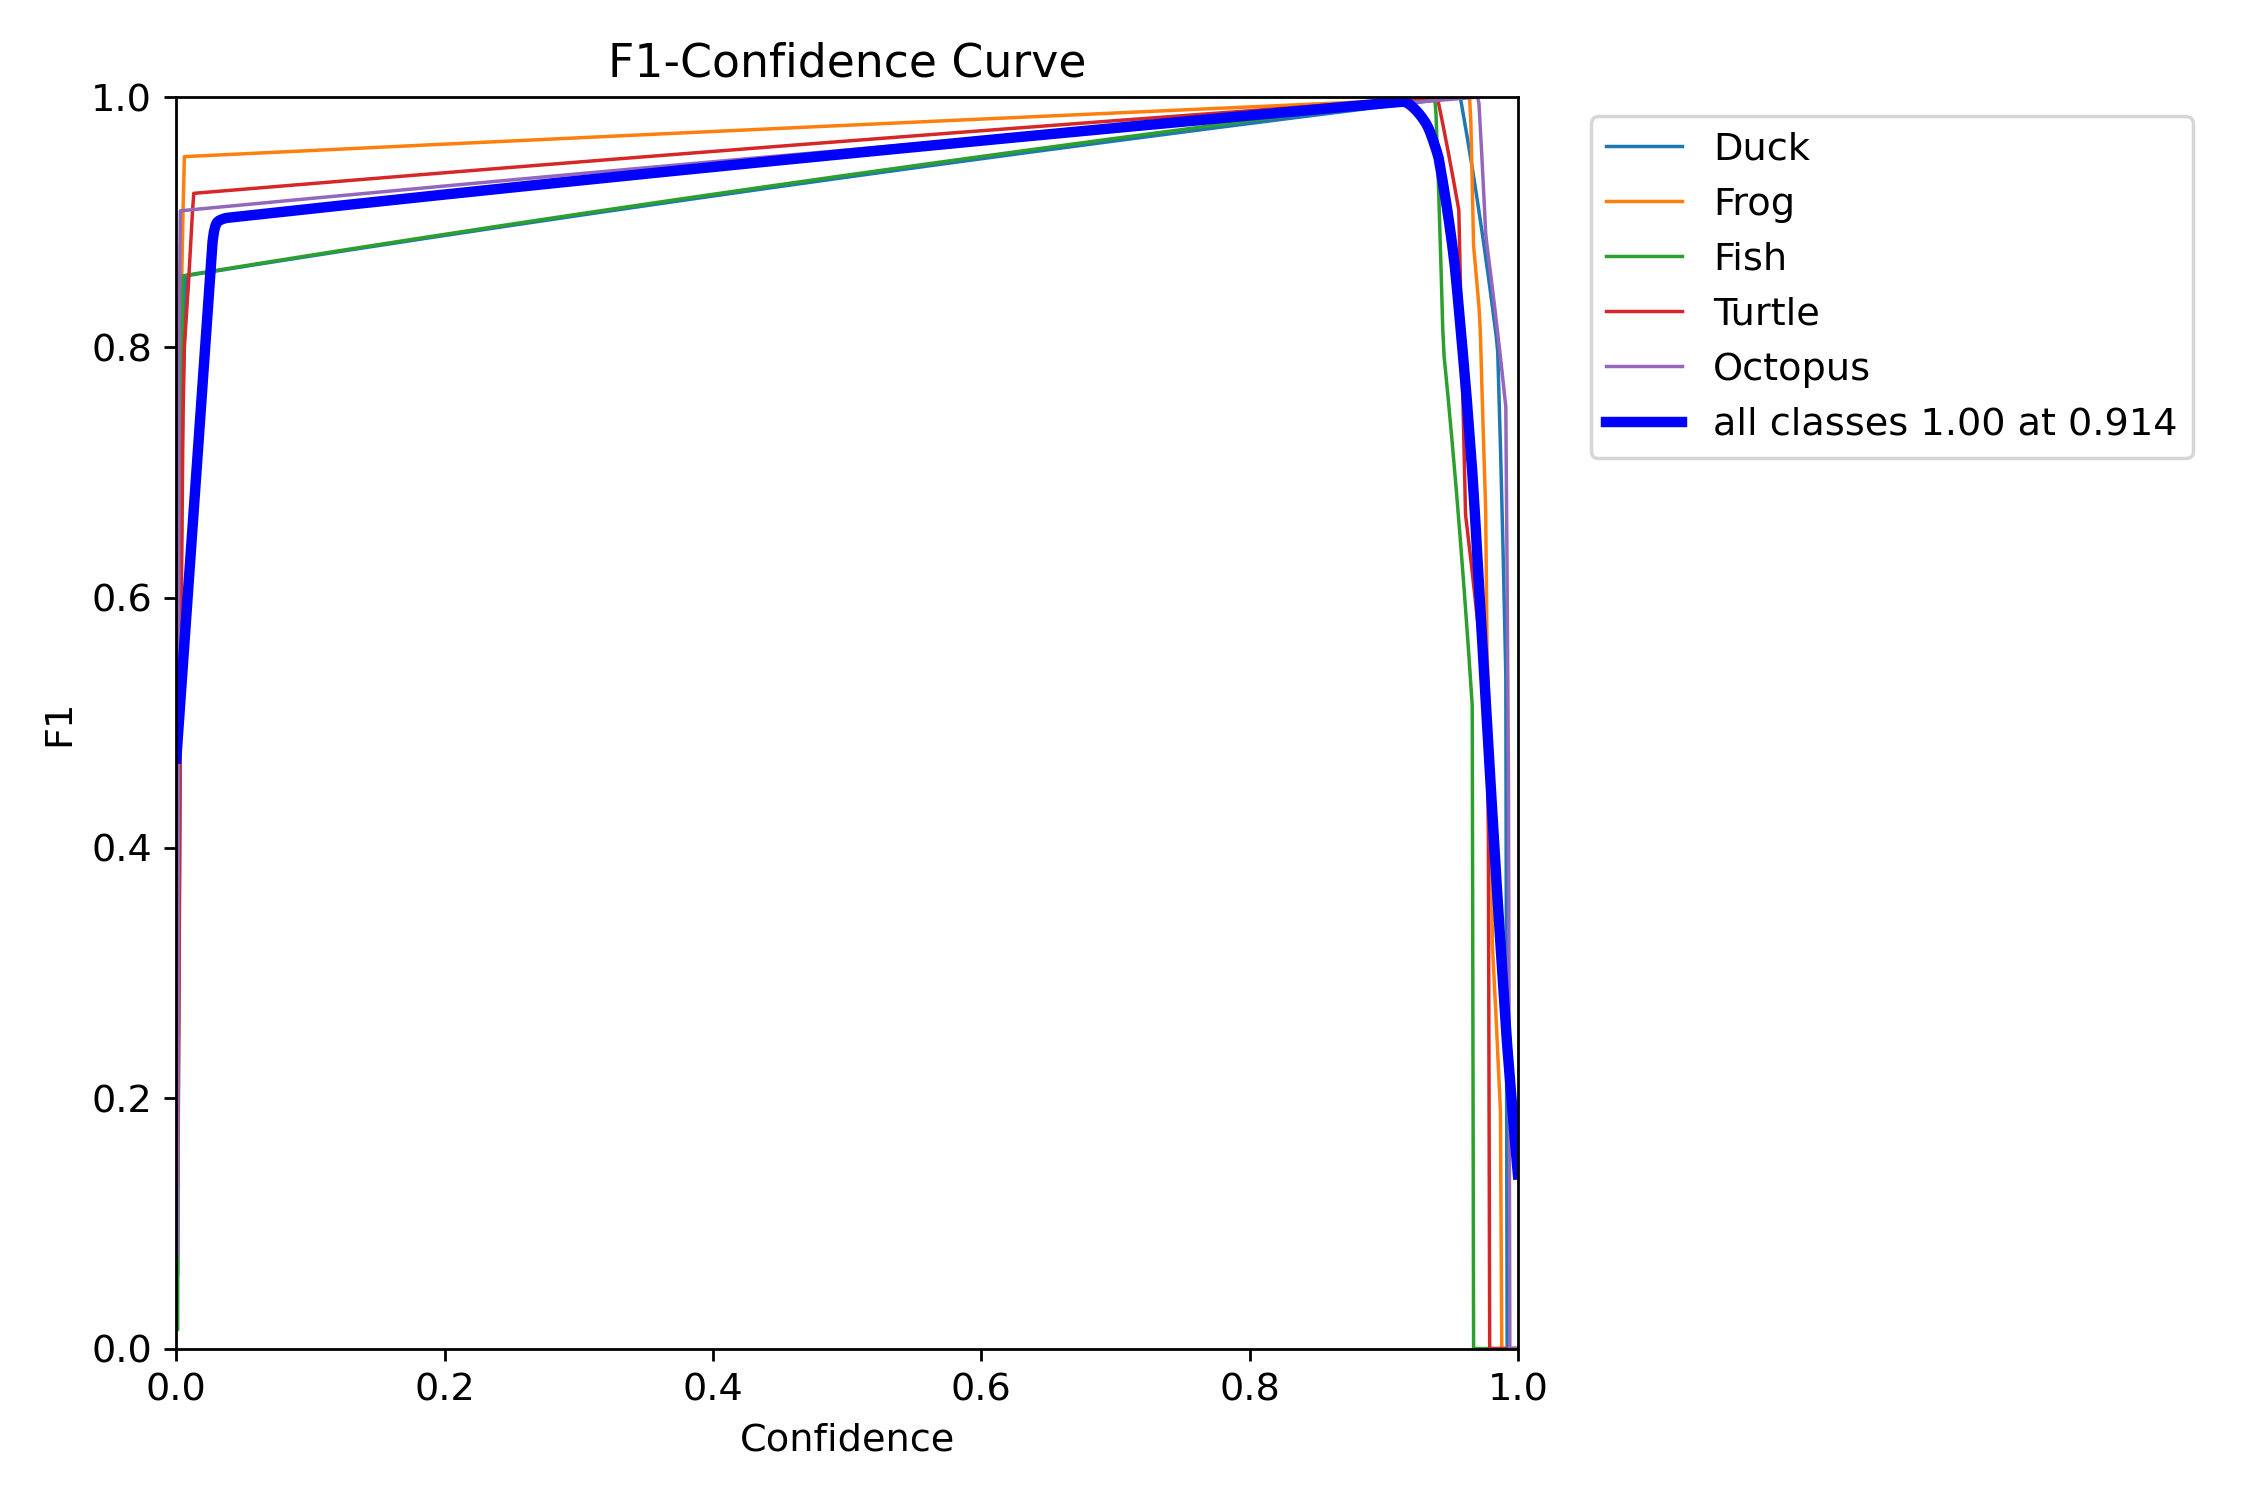 F1-Confidence Curve
1.0
0.8
0.6
0.4
0.2
0.0
F1
0.0 0.2 0.4 0.6 0.8 1.0
Confidence
Duck
Frog
Fish
Turtle
Octopus
all classes 1.00 at 0.914